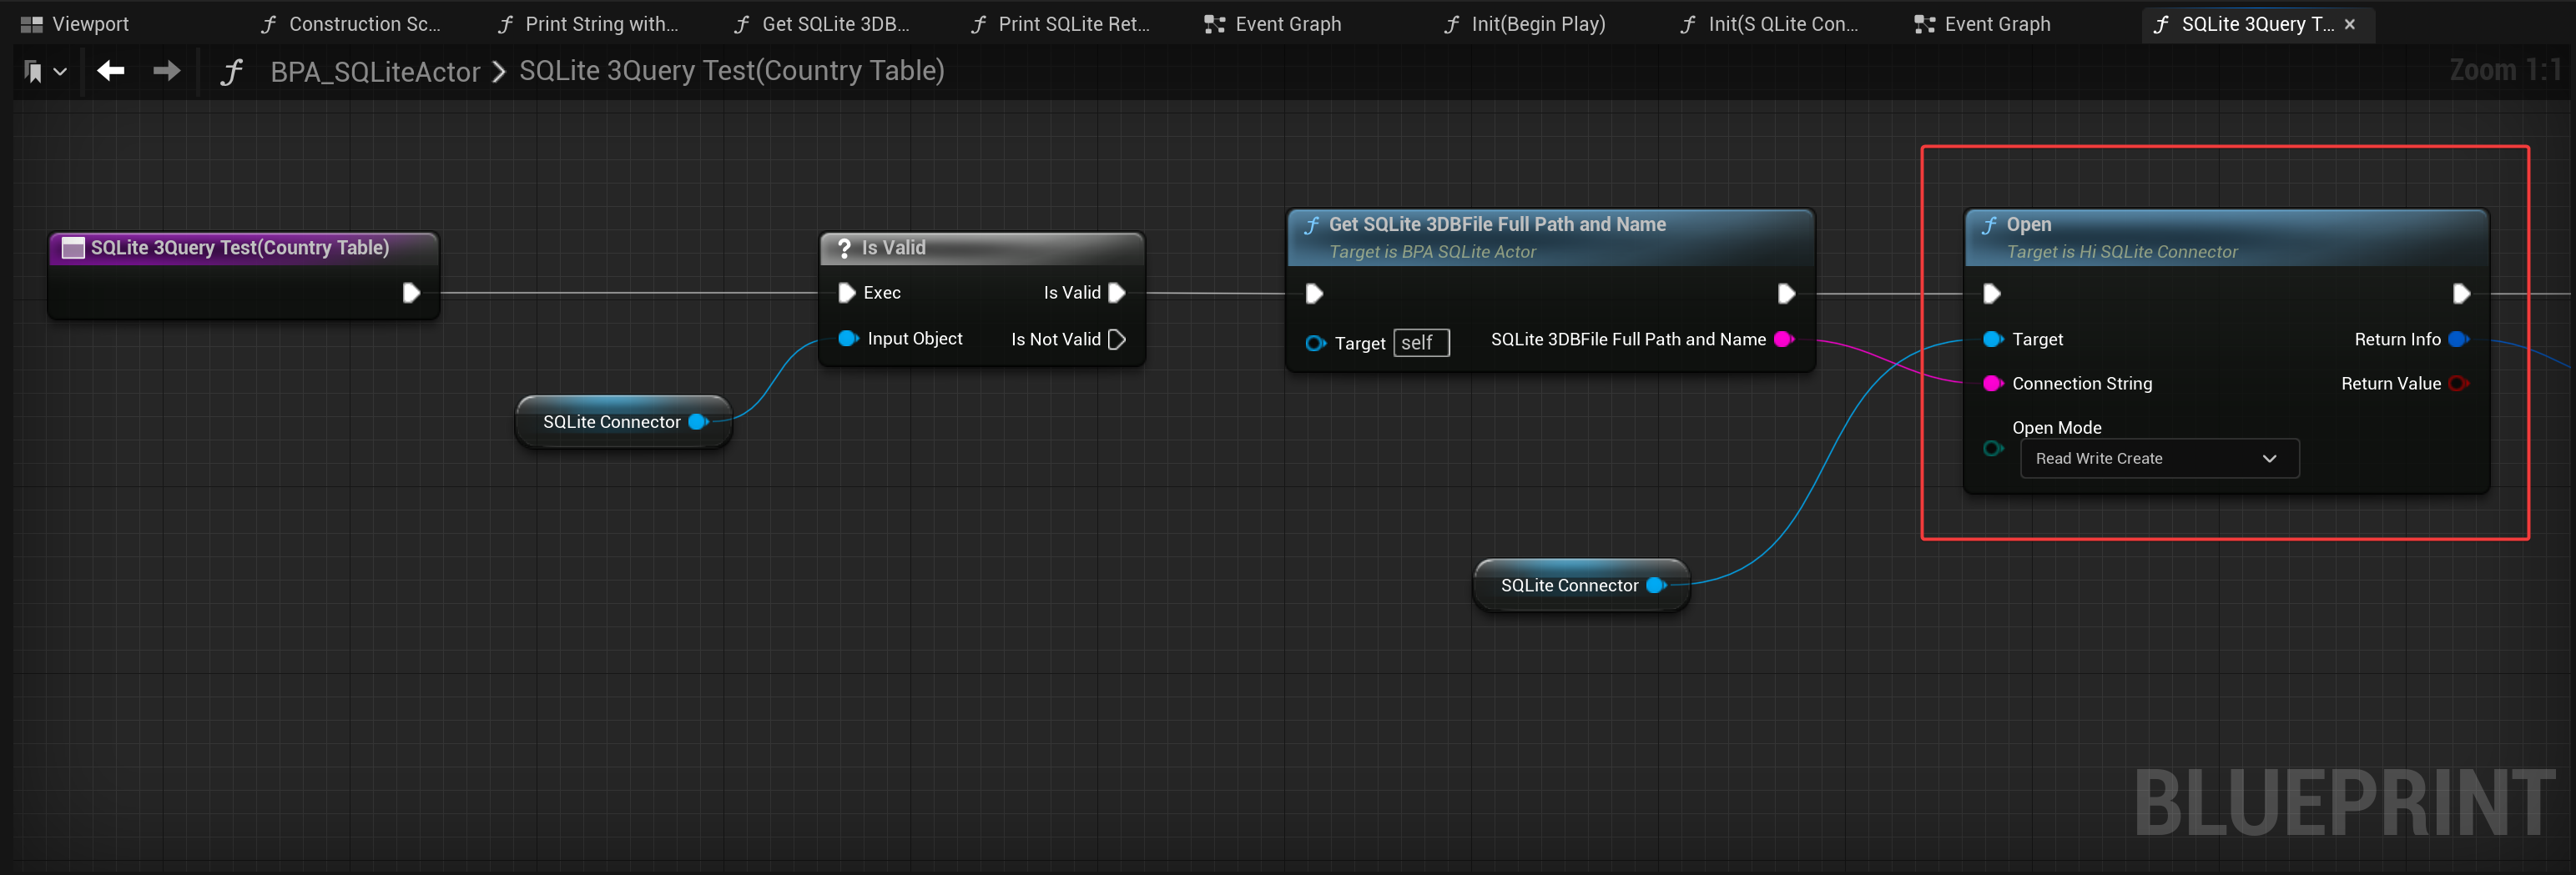 Viewport
Construction Sc...
Print String with...
Get SQLite 3DB...
Print SQLite Ret...
Event Graph
Init(Begin Play)
Init(S QLite Con...
Event Graph
SQLite 3Query T...
BPA_SQLiteActor
SQLite 3Query Test(Country Table)
Zoom 1:1
SQLite 3Query Test(Country Table)
? Is Valid
Exec
Is Valid
Input Object
Is Not Valid
SQLite Connector
Get SQLite 3DBFile Full Path and Name
Target is BPA SQLite Actor
Target self
SQLite 3DBFile Full Path and Name
SQLite Connector
Open
Target is Hi SQLite Connector
Target
Return Info
Connection String
Return Value
Open Mode
Read Write Create
BLUEPRINT